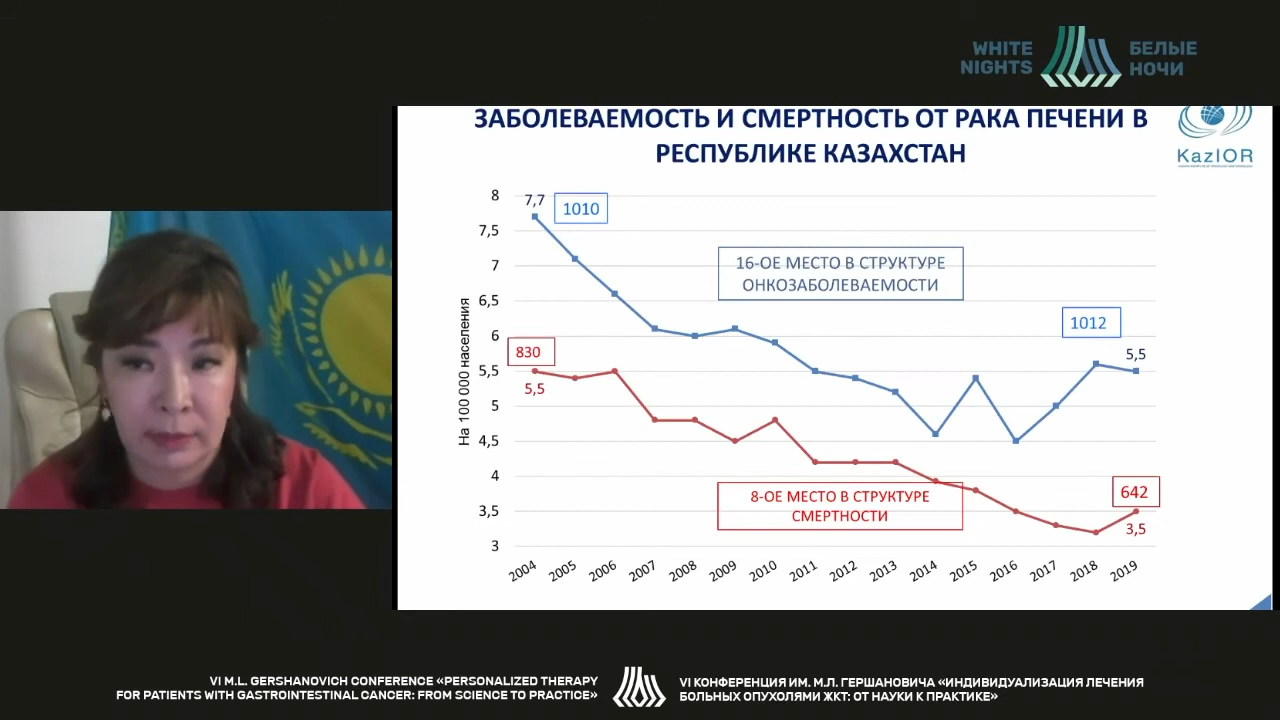 WHITE
NIGHTS
БЕЛЫЕ
НОЧИ
ЗАБОЛЕВАЕМОСТЬ И СМЕРТНОСТЬ ОТ РАКА ПЕЧЕНИ В
РЕСПУБЛИКЕ КАЗАХСТАН
KazIOR
На 100 000 населения
8
7,5
7
6,5
6
5,5
5
4,5
4
3,5
3
7,7
1010
16-ОЕ МЕСТО В СТРУКТУРЕ
ОНКОЗАБОЛЕВАЕМОСТИ
1012
5,5
830
5,5
8-ОЕ МЕСТО В СТРУКТУРЕ
СМЕРТНОСТИ
642
3,5
2004 2005 2006 2007 2008 2009 2010 2011 2012 2013 2014 2015 2016 2017 2018 2019
VI M.L. GERSHANOVICH CONFERENCE «PERSONALIZED THERAPY
FOR PATIENTS WITH GASTROINTESTINAL CANCER: FROM SCIENCE TO PRACTICE»
VI КОНФЕРЕНЦИЯ ИМ. М.Л. ГЕРШАНОВИЧА «ИНДИВИДУАЛИЗАЦИЯ ЛЕЧЕНИЯ
БОЛЬНЫХ ОПУХОЛЯМИ ЖКТ: ОТ НАУКИ К ПРАКТИКЕ»